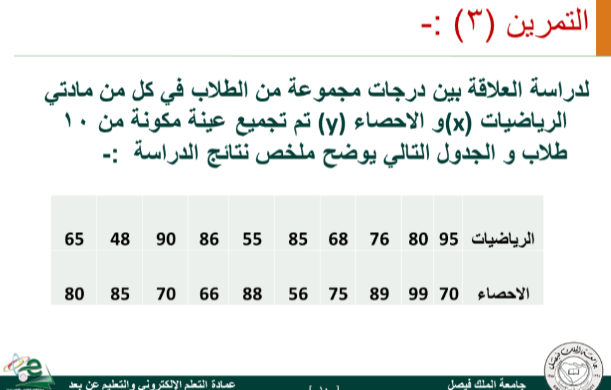 التمرين (٣) :-
لدراسة العلاقة بين درجات مجموعة من الطلاب في كل من مادتي
الرياضيات (x)و الاحصاء (y) تم تجميع عينة مكونة من ١٠
طلاب و الجدول التالي يوضح ملخص نتائج الدراسة :-
الرياضيات 95 80 76 68 85 55 86 90 48 65
الاحصاء 70 99 89 75 56 88 66 70 85 80
جامعة الملك فيصل
عمادة التعلم الإلكتروني والتعليم عن بعد